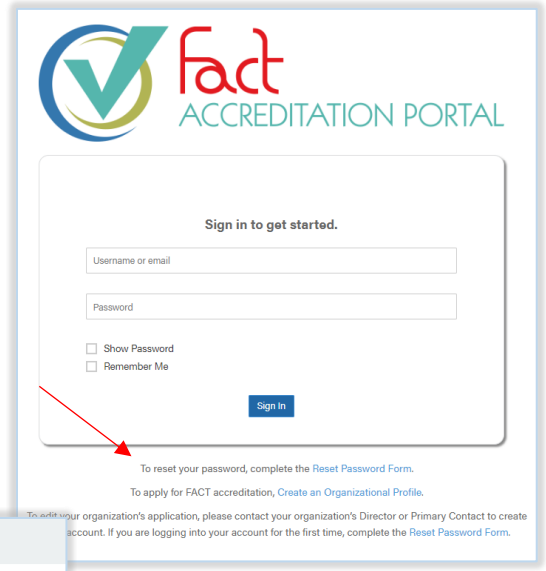 fact
ACCREDITATION PORTAL
Sign in to get started.
Username or email
Password
Show Password
Remember Me
Sign In
To reset your password, complete the Reset Password Form.
To apply for FACT accreditation, Create an Organizational Profile.
To edit your organization's application, please contact your organization's Director or Primary Contact to create
account. If you are logging into your account for the first time, complete the Reset Password Form.